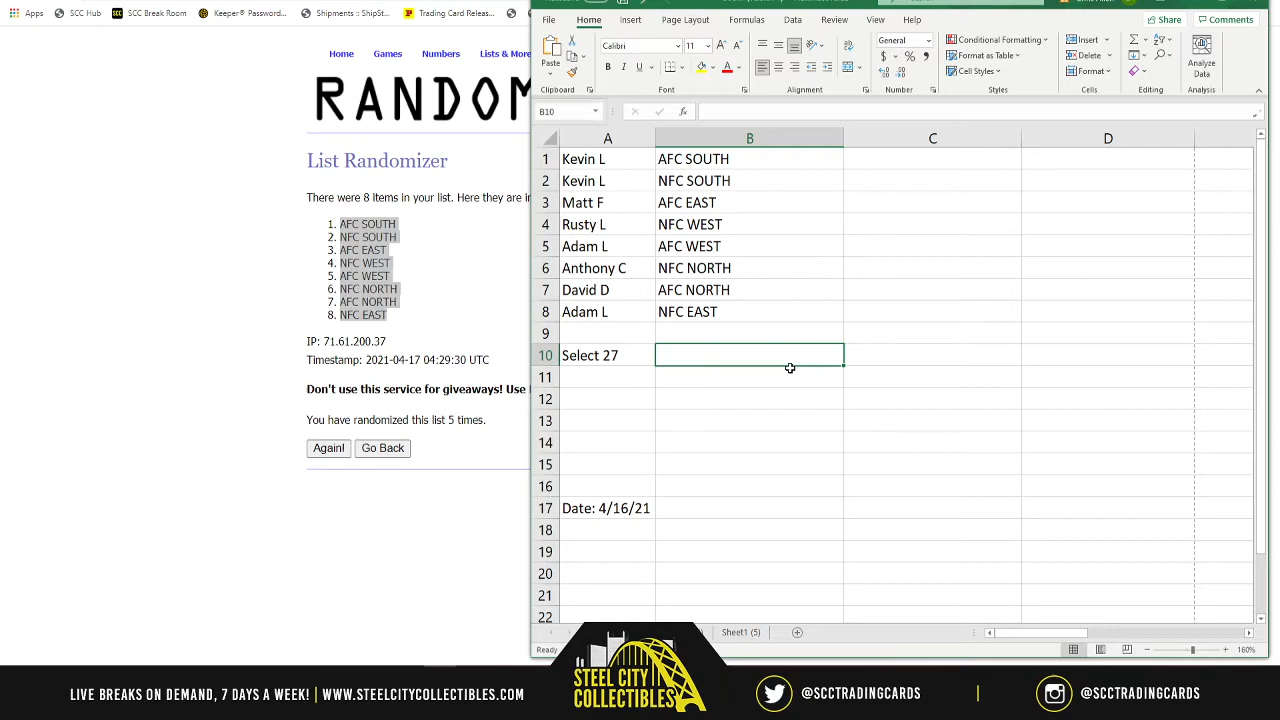 Apps
SCC Hub
SCC Break Room
Keeper® Password...
Shipments :: ShipSt...
Trading Card Releas...
Home
Games
Numbers
Lists & More
RANDOM
List Randomizer
There were 8 items in your list. Here they are in
1. AFC SOUTH
2. NFC SOUTH
3. AFC EAST
4. NFC WEST
5. AFC WEST
6. NFC NORTH
7. AFC NORTH
8. NFC EAST
IP: 71.61.200.37
Timestamp: 2021-04-17 04:29:30 UTC
Don't use this service for giveaways! Use
You have randomized this list 5 times.
Again! Go Back
File Home Insert Page Layout Formulas Data Review View Help Share Comments
Paste
Calibri 11
B I U
General
$ % ,
Conditional Formatting
Format as Table
Cell Styles
Insert
Delete
Format
Analyze
Data
Clipboard Font Alignment Number Cells Editing Analysis
B10 fx
A B C D
1 Kevin L AFC SOUTH
2 Kevin L NFC SOUTH
3 Matt F AFC EAST
4 Rusty L NFC WEST
5 Adam L AFC WEST
6 Anthony C NFC NORTH
7 David D AFC NORTH
8 Adam L NFC EAST
9
10 Select 27
11
12
13
14
15
16
17 Date: 4/16/21
18
19
20
21
22
Sheet1 (5)
Ready 160%
LIVE BREAKS ON DEMAND, 7 DAYS A WEEK! | WWW.STEELCITYCOLLECTIBLES.COM
STEEL CITY
COLLECTIBLES
@SCCTRADINGCARDS | @SCCTRADINGCARDS